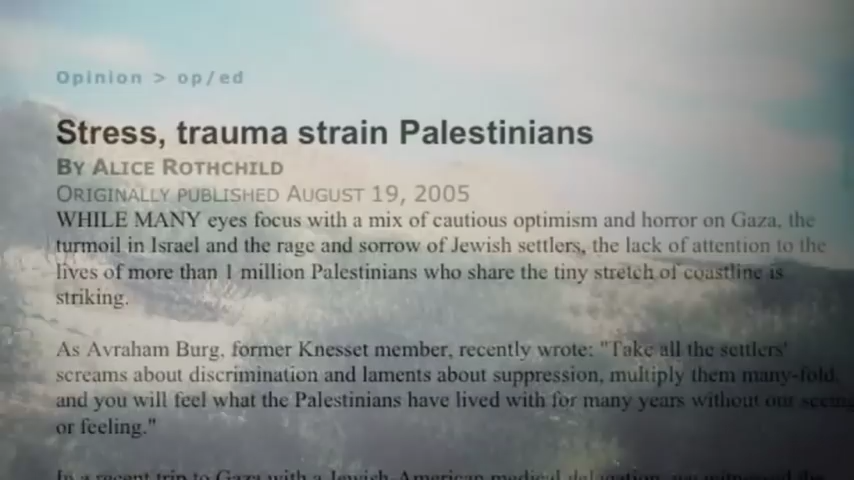 Opinion > op/ed
Stress, trauma strain Palestinians
BY ALICE ROTHCHILD
ORIGINALLY PUBLISHED AUGUST 19, 2005
WHILE MANY eyes focus with a mix of cautious optimism and horror on Gaza, the
turmoil in Israel and the rage and sorrow of Jewish settlers, the lack of attention to the
lives of more than 1 million Palestinians who share the tiny stretch of coastline is
striking.
As Avraham Burg, former Knesset member, recently wrote: "Take all the settlers'
screams about discrimination and laments about suppression, multiply them many-fold,
and you will feel what the Palestinians have lived with for many years without our seeing
or feeling."
In a recent trip to Gaza with a Jewish-American medical delegation, we witnessed the